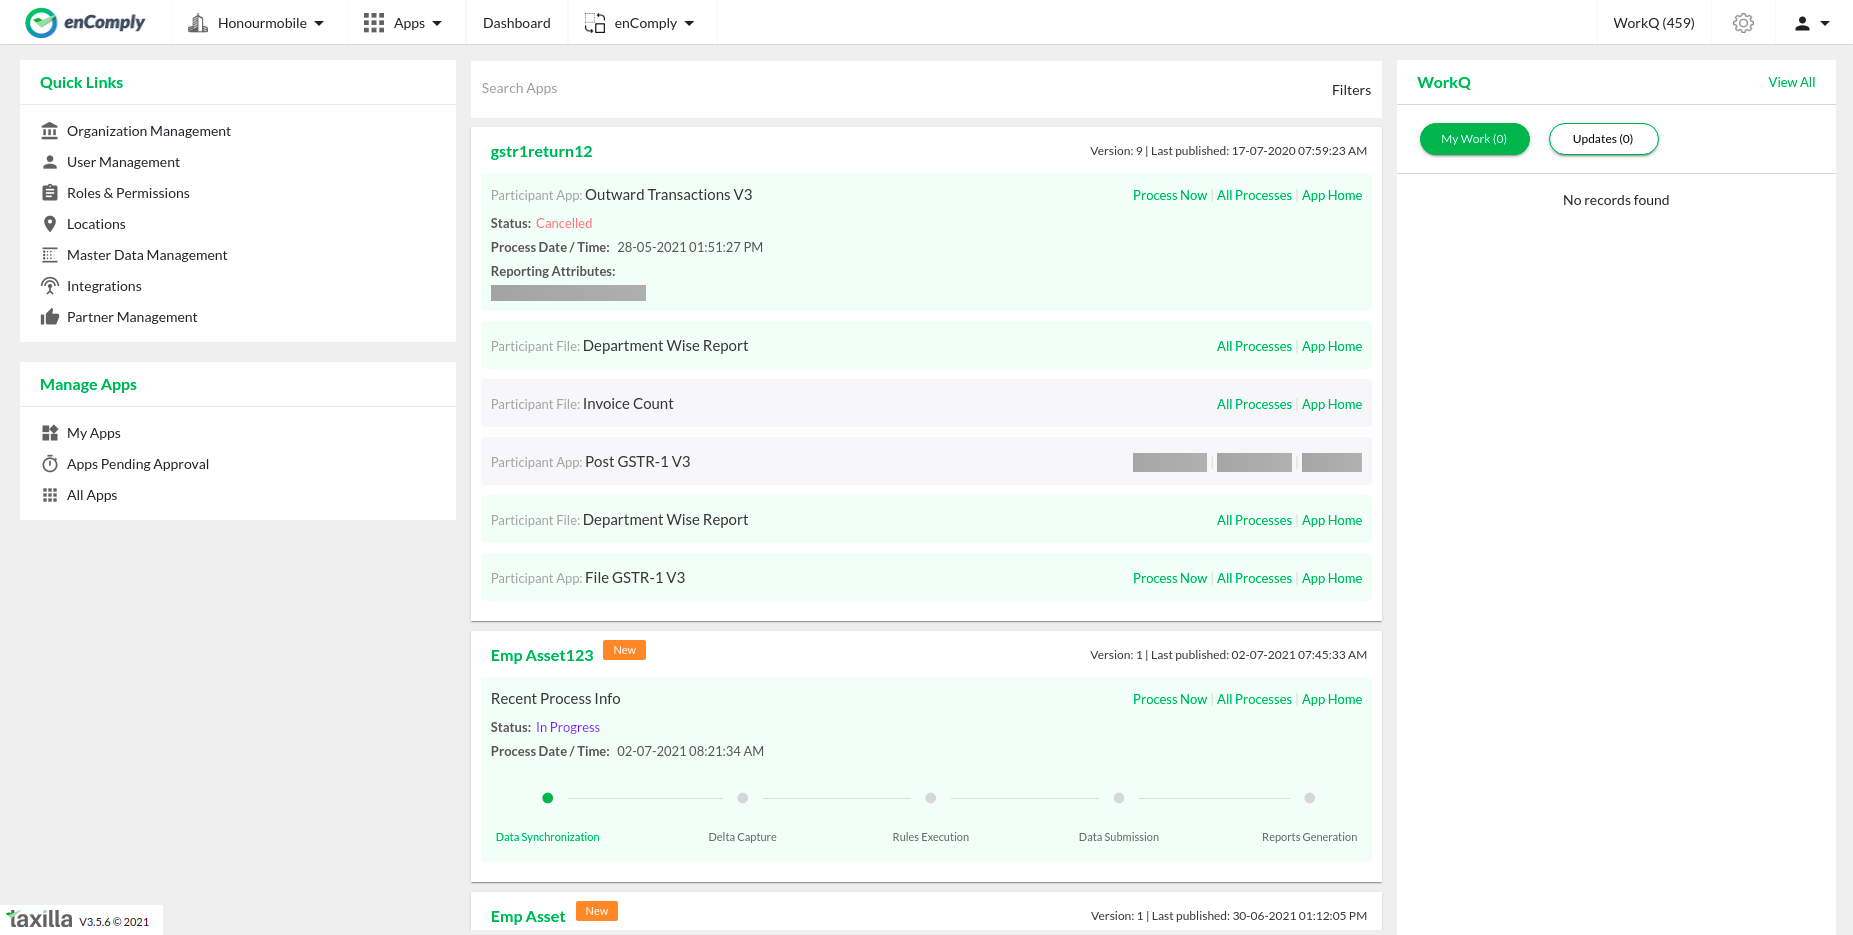 enComply
Honourmobile
Apps
Dashboard
enComply
WorkQ (459)
Quick Links
Organization Management
User Management
Roles & Permissions
Locations
Master Data Management
Integrations
Partner Management
Manage Apps
My Apps
Apps Pending Approval
All Apps
Search Apps
Filters
gstr1return12
Version: 9 | Last published: 17-07-2020 07:59:23 AM
Participant App: Outward Transactions V3
Process Now | All Processes | App Home
Status: Cancelled
Process Date / Time: 28-05-2021 01:51:27 PM
Reporting Attributes:
Participant File: Department Wise Report
All Processes | App Home
Participant File: Invoice Count
All Processes | App Home
Participant App: Post GSTR-1 V3
Participant File: Department Wise Report
All Processes | App Home
Participant App: File GSTR-1 V3
Process Now | All Processes | App Home
Emp Asset123 New
Version: 1 | Last published: 02-07-2021 07:45:33 AM
Recent Process Info
Process Now | All Processes | App Home
Status: In Progress
Process Date / Time: 02-07-2021 08:21:34 AM
Data Synchronization
Delta Capture
Rules Execution
Data Submission
Reports Generation
Emp Asset New
Version: 1 | Last published: 30-06-2021 01:12:05 PM
WorkQ
View All
My Work (0)
Updates (0)
No records found
taxilla V3.5.6 © 2021